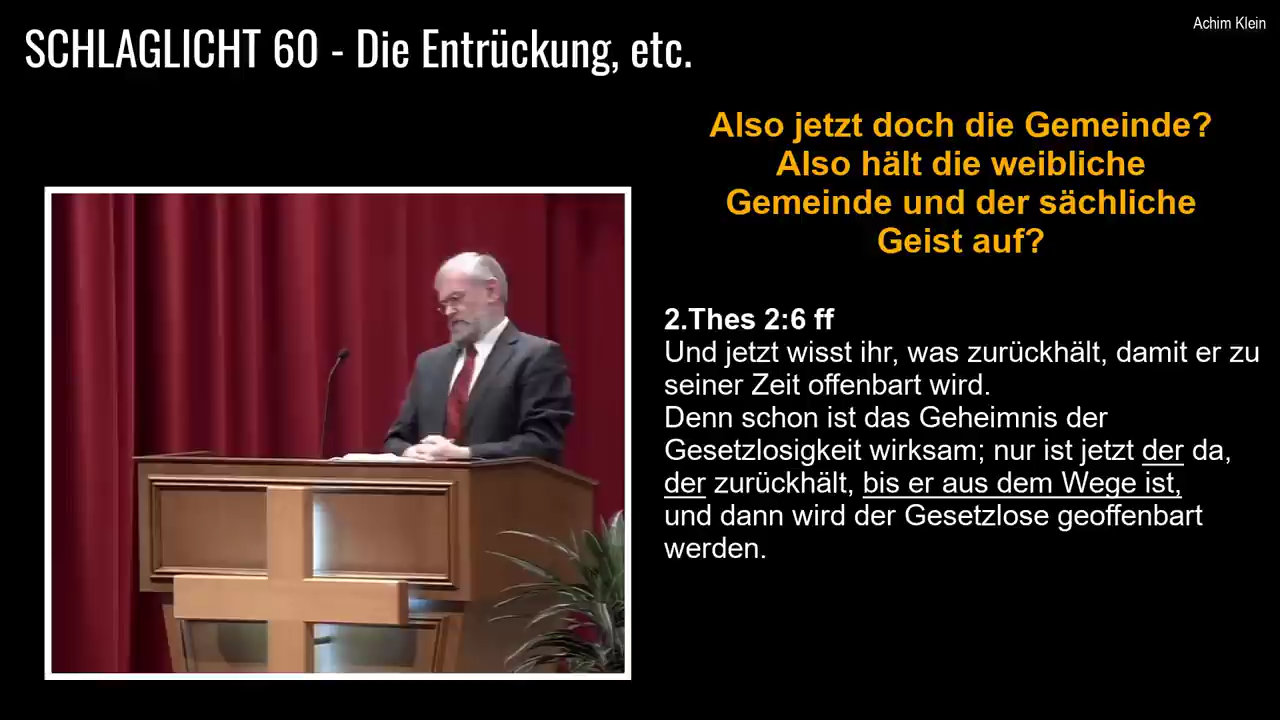 SCHLAGLICHT 60 - Die Entrückung, etc.
Achim Klein
Also jetzt doch die Gemeinde?
Also hält die weibliche
Gemeinde und der sächliche
Geist auf?
2.Thes 2:6 ff
Und jetzt wisst ihr, was zurückhält, damit er zu
seiner Zeit offenbart wird.
Denn schon ist das Geheimnis der
Gesetzlosigkeit wirksam; nur ist jetzt der da,
der zurückhält, bis er aus dem Wege ist,
und dann wird der Gesetzlose geoffenbart
werden.